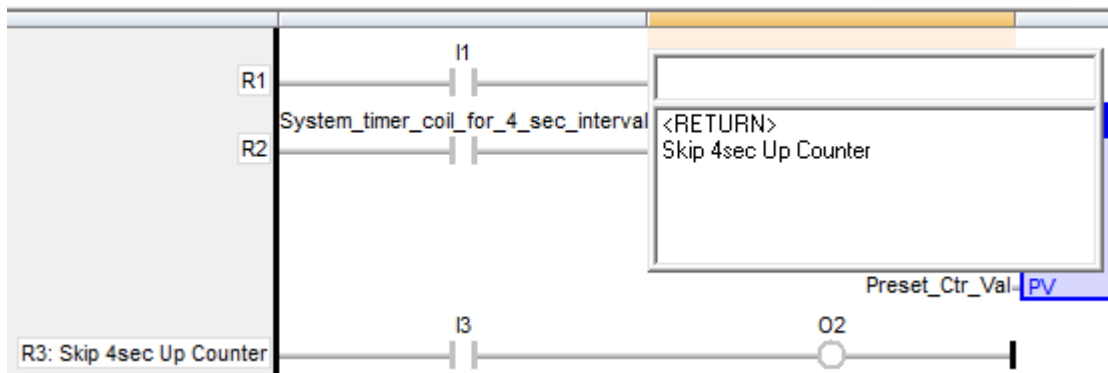 I1
R1
System_timer_coil_for_4_sec_interval
R2
<RETURN>
Skip 4sec Up Counter
Preset_Ctr_Val
PV
I3
O2
R3: Skip 4sec Up Counter